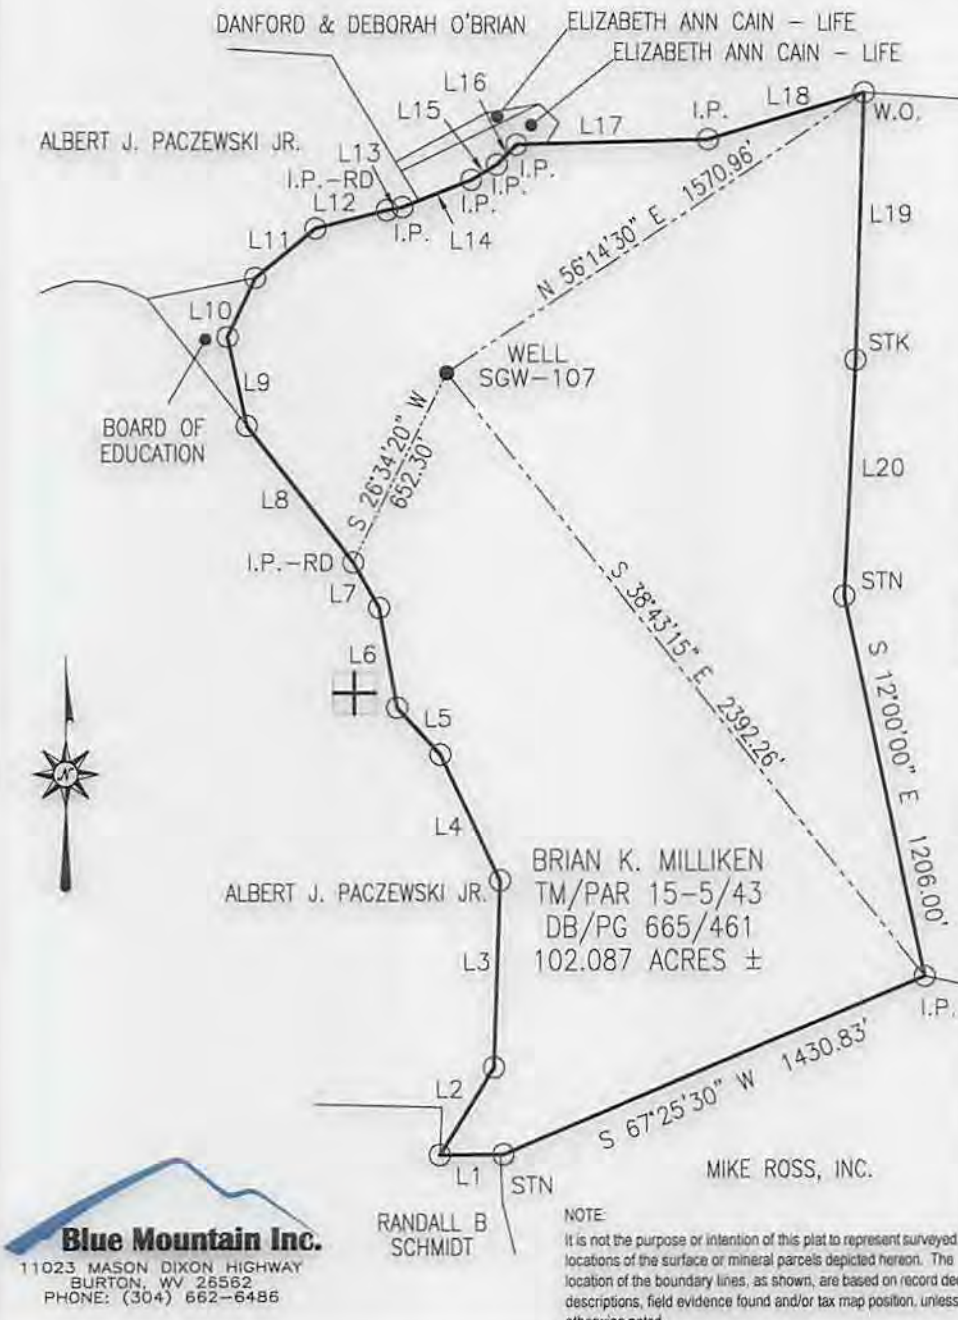 DANFORD & DEBORAH O'BRIAN
ELIZABETH ANN CAIN – LIFE
ELIZABETH ANN CAIN – LIFE
L16
L15
L17
I.P.
L18
W.O.
ALBERT J. PACZEWSKI JR.
L13
I.P.–RD
L12
I.P.
L14
I.P.
I.P.
I.P.
L11
N 56°14'30" E 1570.96'
L19
L10
WELL
SGW–107
STK
L9
BOARD OF
EDUCATION
S 26°34'20" W
652.30'
L20
L8
I.P.–RD
STN
L7
S 38°43'15" E 2392.26'
L6
S 12°00'00" E 1206.00'
L5
N
L4
BRIAN K. MILLIKEN
TM/PAR 15–5/43
DB/PG 665/461
102.087 ACRES ±
ALBERT J. PACZEWSKI JR.
L3
I.P.
L2
S 67°25'30" W 1430.83'
L1
STN
MIKE ROSS, INC.
RANDALL B
SCHMIDT
Blue Mountain Inc.
11023 MASON DIXON HIGHWAY
BURTON, WV 26562
PHONE: (304) 662–6486
NOTE:
It is not the purpose or intention of this plat to represent surveyed
locations of the surface or mineral parcels depicted hereon. The
location of the boundary lines, as shown, are based on record dee
descriptions, field evidence found and/or tax map position, unless
otherwise noted